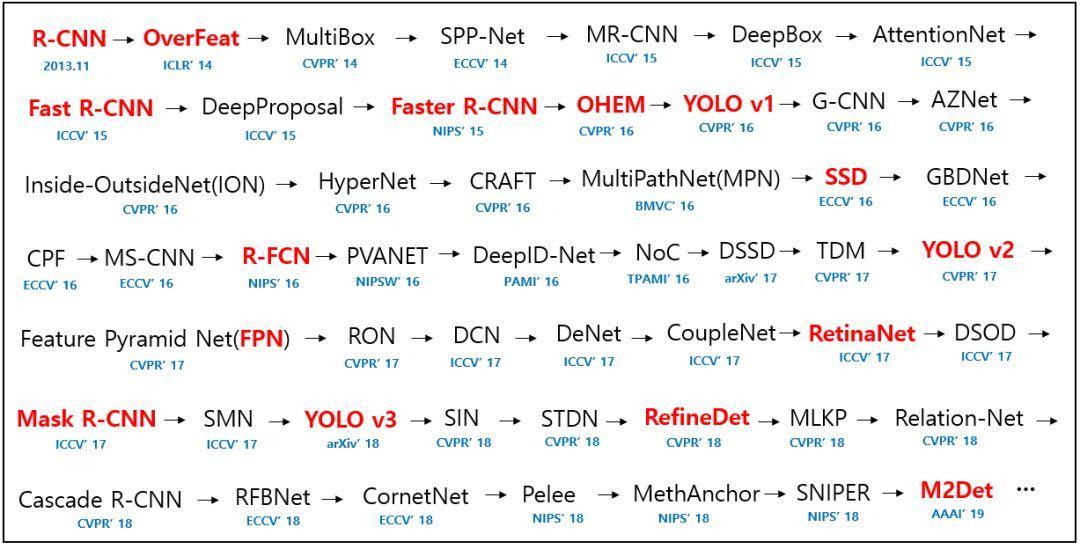 R-CNN → OverFeat → MultiBox → SPP-Net → MR-CNN → DeepBox → AttentionNet →
2013.11 ICLR' 14 CVPR' 14 ECCV' 14 ICCV' 15 ICCV' 15 ICCV' 15
Fast R-CNN → DeepProposal → Faster R-CNN → OHEM → YOLO v1 → G-CNN → AZNet →
ICCV' 15 ICCV' 15 NIPS' 15 CVPR' 16 CVPR' 16 CVPR' 16 CVPR' 16
Inside-OutsideNet(ION) → HyperNet → CRAFT → MultiPathNet(MPN) → SSD → GBDNet →
CVPR' 16 CVPR' 16 CVPR' 16 BMVC' 16 ECCV' 16 ECCV' 16
CPF → MS-CNN → R-FCN → PVANET → DeepID-Net → NoC → DSSD → TDM → YOLO v2 →
ECCV' 16 ECCV' 16 NIPS' 16 NIPSW' 16 PAMI' 16 TPAMI' 16 arXiv' 17 CVPR' 17 CVPR' 17
Feature Pyramid Net(FPN) → RON → DCN → DeNet → CoupleNet → RetinaNet → DSOD →
CVPR' 17 CVPR' 17 ICCV' 17 ICCV' 17 ICCV' 17 ICCV' 17 ICCV' 17
Mask R-CNN → SMN → YOLO v3 → SIN → STDN → RefineDet → MLKP → Relation-Net →
ICCV' 17 ICCV' 17 arXiv' 18 CVPR' 18 CVPR' 18 CVPR' 18 CVPR' 18 CVPR' 18
Cascade R-CNN → RFBNet → CornetNet → Pelee → MethAnchor → SNIPER → M2Det ···
CVPR' 18 ECCV' 18 ECCV' 18 NIPS' 18 NIPS' 18 NIPS' 18 AAAI' 19